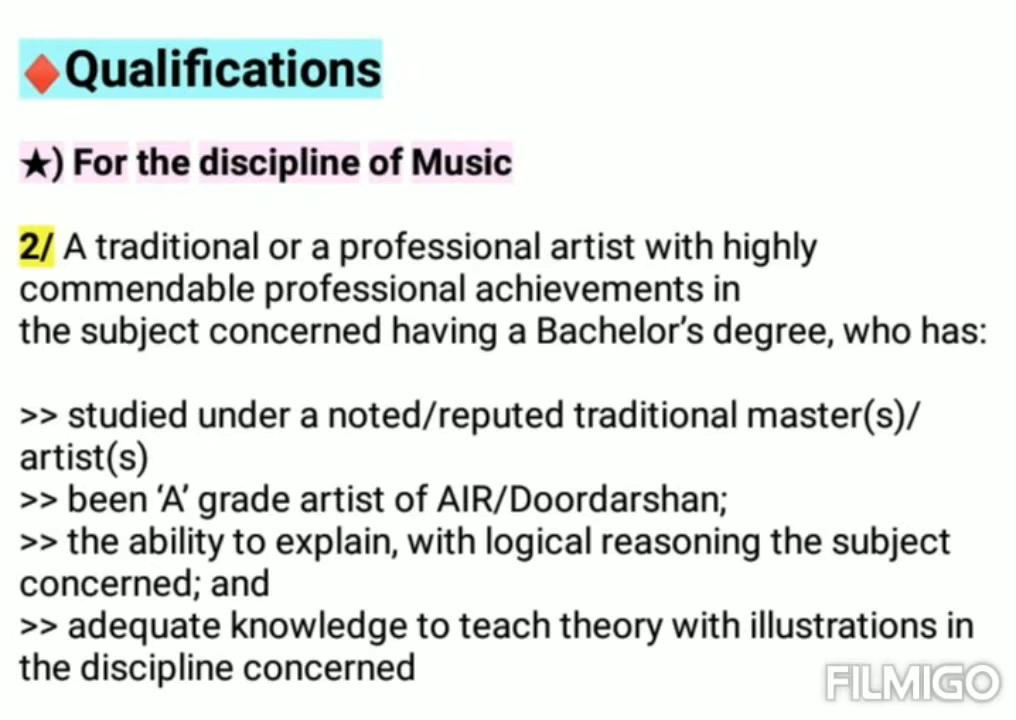 ♦Qualifications
★) For the discipline of Music
2/ A traditional or a professional artist with highly
commendable professional achievements in
the subject concerned having a Bachelor’s degree, who has:
>> studied under a noted/reputed traditional master(s)/
artist(s)
>> been ‘A’ grade artist of AIR/Doordarshan;
>> the ability to explain, with logical reasoning the subject
concerned; and
>> adequate knowledge to teach theory with illustrations in
the discipline concerned
FILMIGO